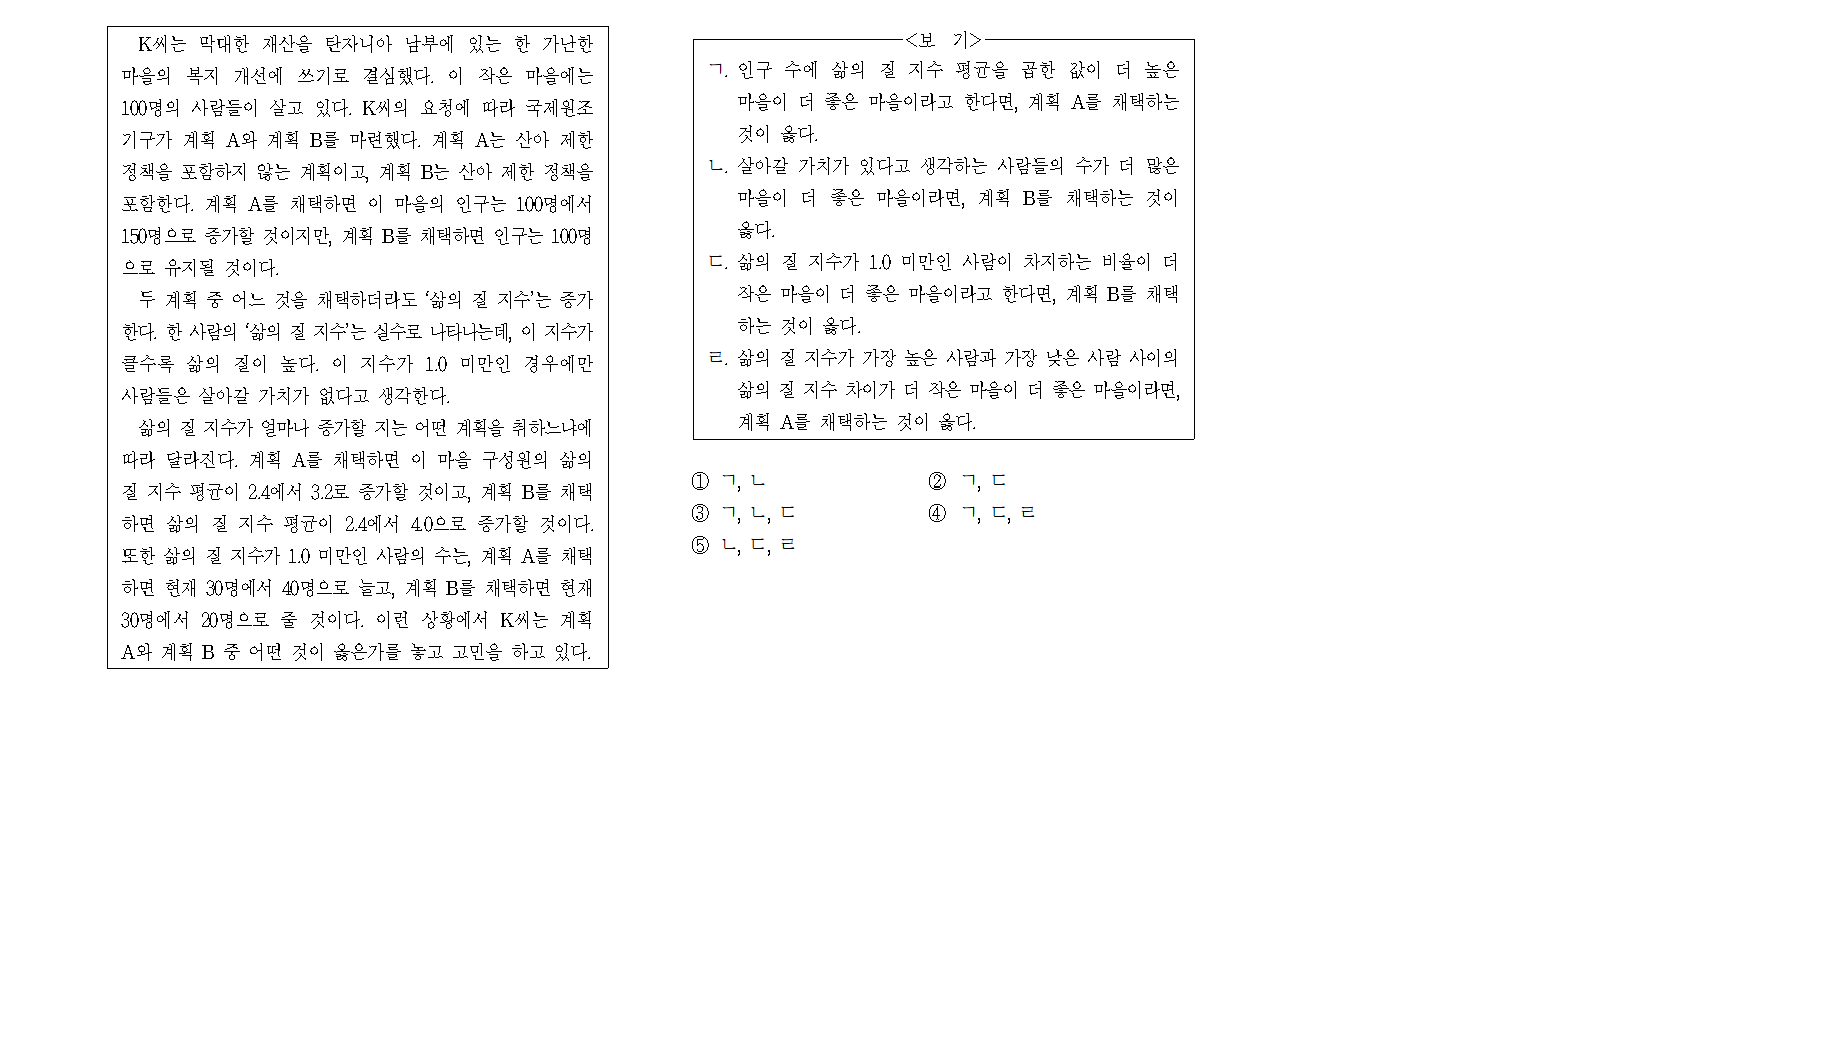 K씨는 막대한 재산을 탄자니아 남부에 있는 한 가난한
마을의 복지 개선에 쓰기로 결심했다. 이 작은 마을에는
100명의 사람들이 살고 있다. K씨의 요청에 따라 국제원조
기구가 계획 A와 계획 B를 마련했다. 계획 A는 산아 제한
정책을 포함하지 않는 계획이고, 계획 B는 산아 제한 정책을
포함한다. 계획 A를 채택하면 이 마을의 인구는 100명에서
150명으로 증가할 것이지만, 계획 B를 채택하면 인구는 100명
으로 유지될 것이다.
두 계획 중 어느 것을 채택하더라도 ‘삶의 질 지수’는 증가
한다. 한 사람의 ‘삶의 질 지수’는 실수로 나타나는데, 이 지수가
클수록 삶의 질이 높다. 이 지수가 1.0 미만인 경우에만
사람들은 살아갈 가치가 없다고 생각한다.
삶의 질 지수가 얼마나 증가할 지는 어떤 계획을 취하느냐에
따라 달라진다. 계획 A를 채택하면 이 마을 구성원의 삶의
질 지수 평균이 2.4에서 3.2로 증가할 것이고, 계획 B를 채택
하면 삶의 질 지수 평균이 2.4에서 4.0으로 증가할 것이다.
또한 삶의 질 지수가 1.0 미만인 사람의 수는, 계획 A를 채택
하면 현재 30명에서 40명으로 늘고, 계획 B를 채택하면 현재
30명에서 20명으로 줄 것이다. 이런 상황에서 K씨는 계획
A와 계획 B 중 어떤 것이 옳은가를 놓고 고민을 하고 있다.
<보 기>
ㄱ. 인구 수에 삶의 질 지수 평균을 곱한 값이 더 높은
마을이 더 좋은 마을이라고 한다면, 계획 A를 채택하는
것이 옳다.
ㄴ. 살아갈 가치가 있다고 생각하는 사람들의 수가 더 많은
마을이 더 좋은 마을이라면, 계획 B를 채택하는 것이
옳다.
ㄷ. 삶의 질 지수가 1.0 미만인 사람이 차지하는 비율이 더
작은 마을이 더 좋은 마을이라고 한다면, 계획 B를 채택
하는 것이 옳다.
ㄹ. 삶의 질 지수가 가장 높은 사람과 가장 낮은 사람 사이의
삶의 질 지수 차이가 더 작은 마을이 더 좋은 마을이라면,
계획 A를 채택하는 것이 옳다.
① ㄱ, ㄴ ② ㄱ, ㄷ
③ ㄱ, ㄴ, ㄷ ④ ㄱ, ㄷ, ㄹ
⑤ ㄴ, ㄷ, ㄹ